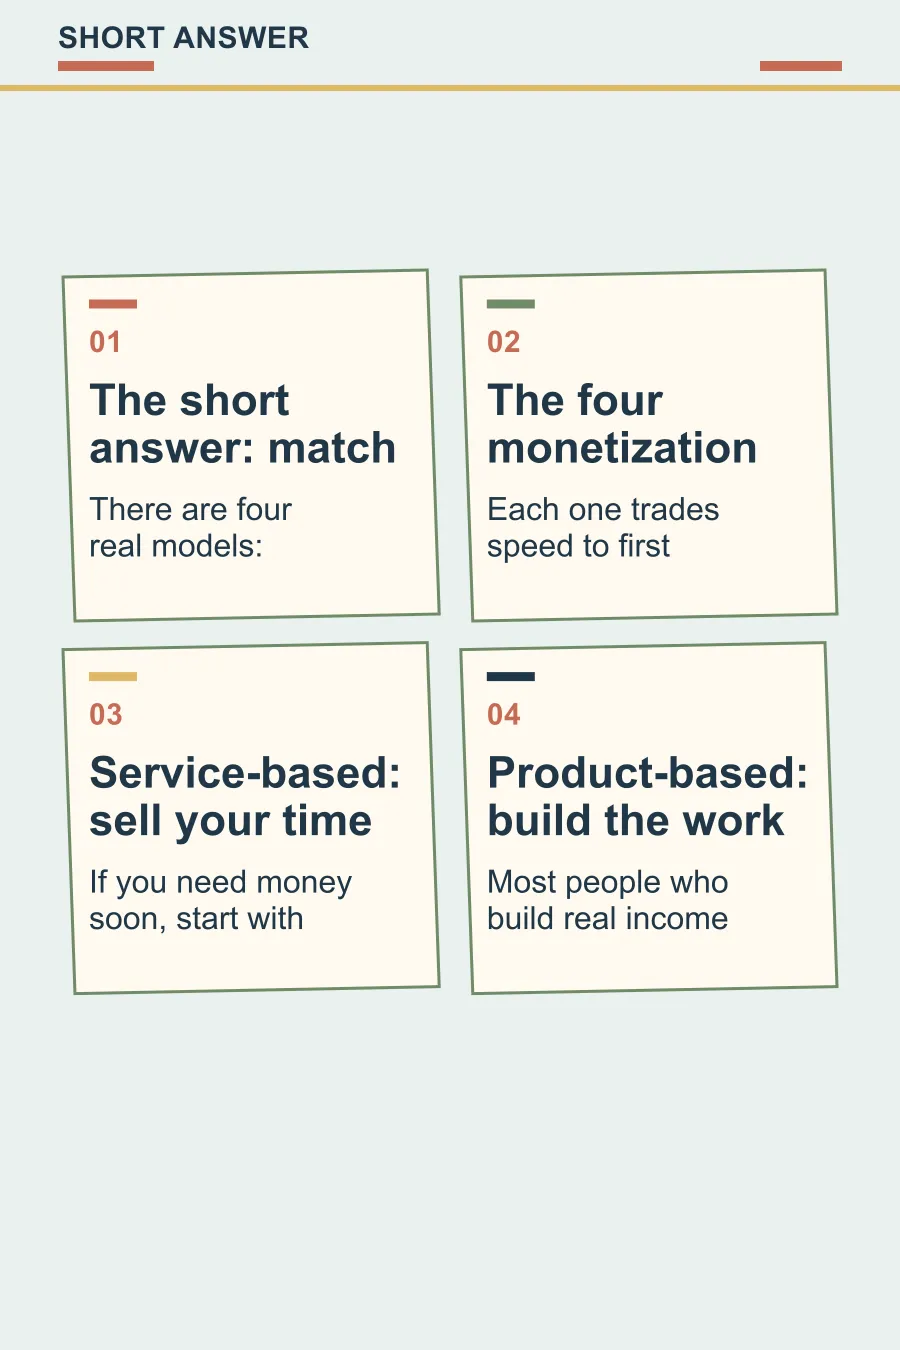 SHORT ANSWER
01
The short
answer: match
There are four
real models:
02
The four
monetization
Each one trades
speed to first
03
Service-based:
sell your time
If you need money
soon, start with
04
Product-based:
build the work
Most people who
build real income